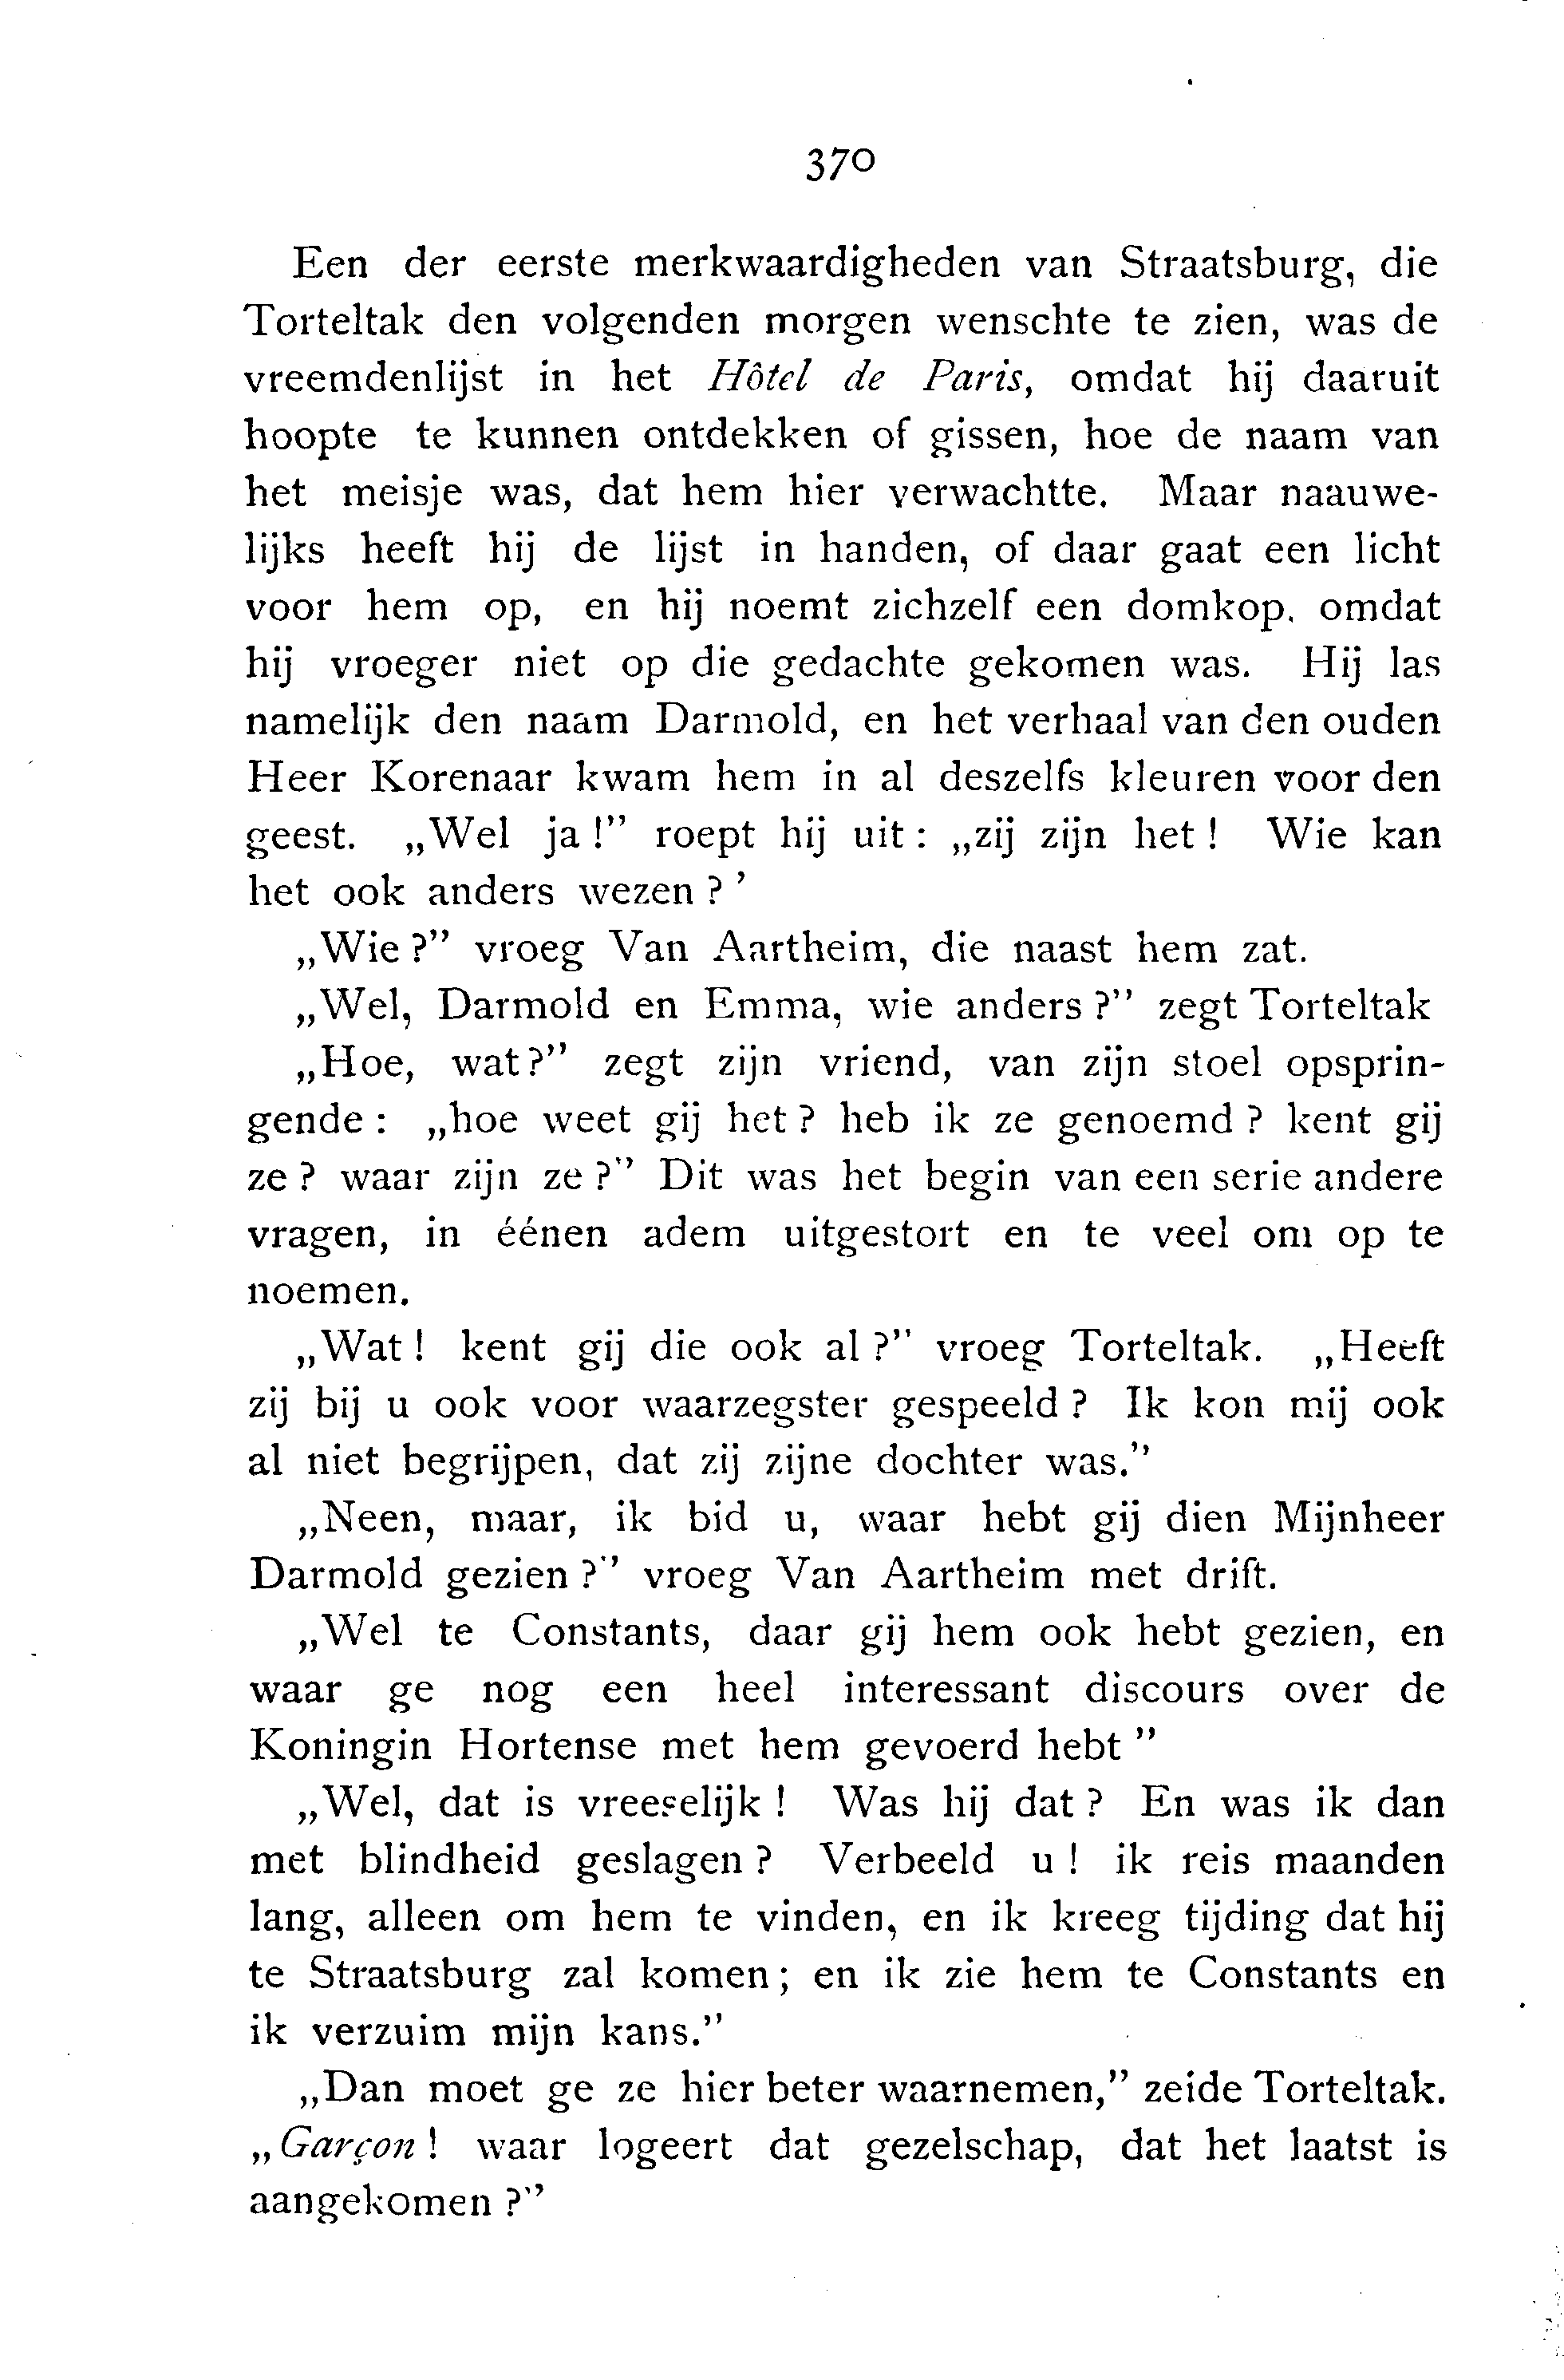 370
Een der eerste merkwaardigheden van Straatsburg, die
Torteltak den volgenden morgen wenschte te zien, was de
vreemdenlijst in het Hôtel de Paris, omdat hij daaruit
hoopte te kunnen ontdekken of gissen, hoe de naam van
het meisje was, dat hem hier verwachtte. Maar naauwe-
lijks heeft hij de lijst in handen, of daar gaat een licht
voor hem op, en hij noemt zichzelf een domkop. omdat
hij vroeger niet op die gedachte gekomen was. Hij las
namelijk den naam Darmold, en het verhaal van den ouden
Heer Korenaar kwam hem in al deszelfs kleuren voor den
geest. „Wel ja!” roept hij uit: „zij zijn het! Wie kan
het ook anders wezen?’
„Wie?” vroeg Van Aartheim, die naast hem zat.
„Wel, Darmold en Emma, wie anders?” zegt Torteltak
„Hoe, wat?” zegt zijn vriend, van zijn stoel opsprin-
gende: „hoe weet gij het? heb ik ze genoemd? kent gij
ze? waar zijn ze?” Dit was het begin van een serie andere
vragen, in éénen adem uitgestort en te veel om op te
noemen.
„Wat! kent gij die ook al?” vroeg Torteltak. „Heeft
zij bij u ook voor waarzegster gespeeld? Ik kon mij ook
al niet begrijpen, dat zij zijne dochter was.”
„Neen, maar, ik bid u, waar hebt gij dien Mijnheer
Darmold gezien?” vroeg Van Aartheim met drift.
„Wel te Constants, daar gij hem ook hebt gezien, en
waar ge nog een heel interessant discours over de
Koningin Hortense met hem gevoerd hebt”
„Wel, dat is vreeselijk! Was hij dat? En was ik dan
met blindheid geslagen? Verbeeld u! ik reis maanden
lang, alleen om hem te vinden, en ik kreeg tijding dat hij
te Straatsburg zal komen; en ik zie hem te Constants en
ik verzuim mijn kans.”
„Dan moet ge ze hier beter waarnemen,” zeide Torteltak.
„Garçon! waar logeert dat gezelschap, dat het laatst is
aangekomen?”